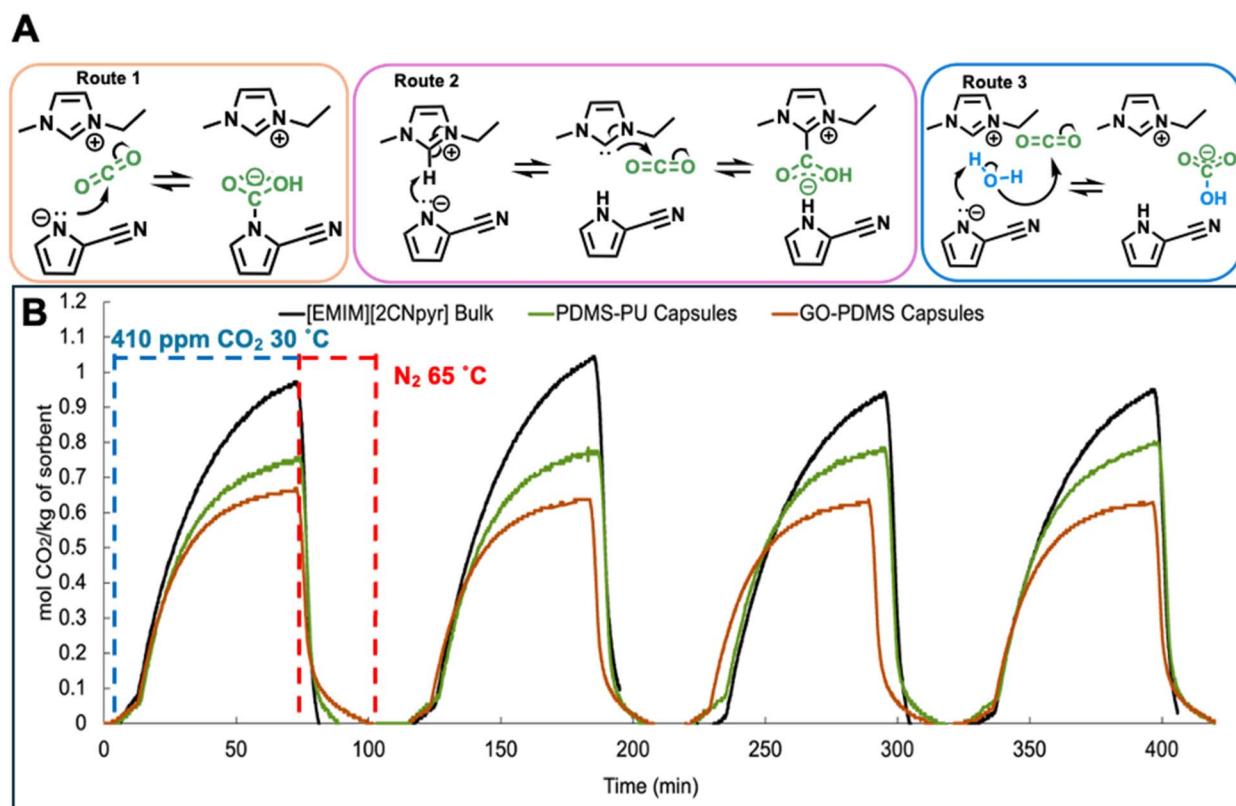 A
Route 1
N
N
⊕
O=C=O
⊖
N
C≡N
⇌
N
N
⊕
O
⊖
OH
C
N
C≡N
Route 2
N
N
⊕
H
⊖
N
C≡N
⇌
N
N
O=C=O
H
N
C≡N
⇌
N
N
⊕
O
C
OH
⊖
H
N
C≡N
Route 3
N
N
⊕
O=C=O
H
O-H
⊖
N
C≡N
⇌
N
N
⊕
O
⊖
O
C
OH
H
N
C≡N
B
[EMIM][2CNpyr] Bulk
PDMS-PU Capsules
GO-PDMS Capsules
410 ppm CO₂ 30 ˚C
N₂ 65 ˚C
mol CO₂/kg of sorbent
1.2
1.1
1
0.9
0.8
0.7
0.6
0.5
0.4
0.3
0.2
0.1
0
0 50 100 150 200 250 300 350 400
Time (min)